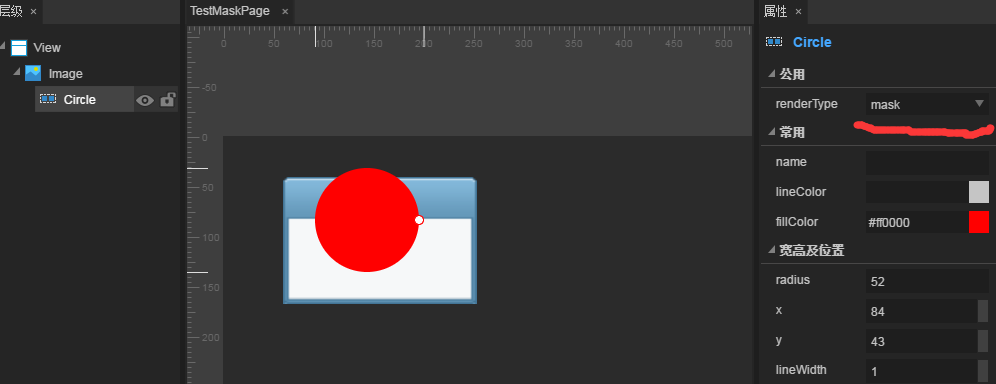 层级 ×
View
Image
Circle
TestMaskPage ×
0 50 100 150 200 250 300 350 400 450 500
-50
0
50
100
150
200
属性 ×
Circle
公用
renderType mask
常用
name
lineColor
fillColor #ff0000
宽高及位置
radius 52
x 84
y 43
lineWidth 1